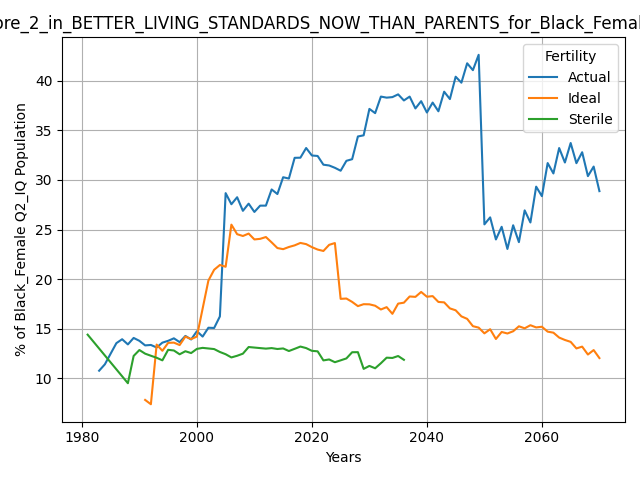 ore_2_in_BETTER_LIVING_STANDARDS_NOW_THAN_PARENTS_for_Black_Femal
% of Black_Female Q2_IQ Population
40
35
30
25
20
15
10
1980
2000
2020
2040
2060
Years
Fertility
Actual
Ideal
Sterile